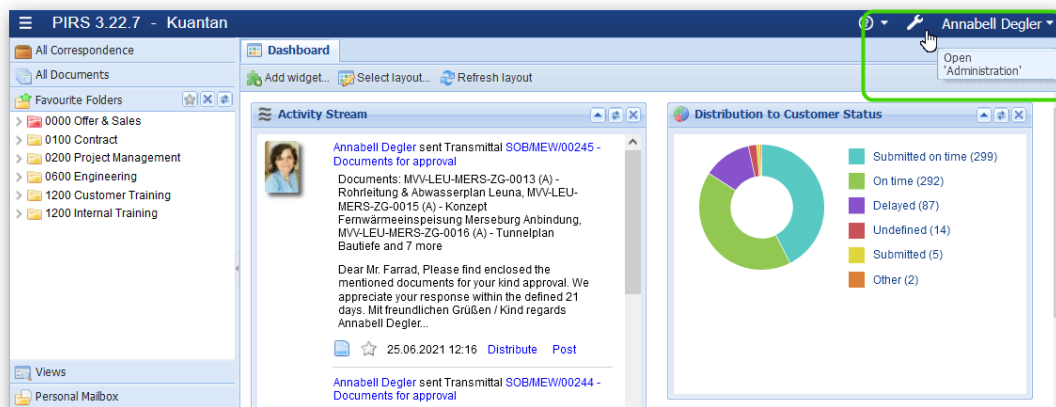 PIRS 3.22.7 - Kuantan
Annabell Degler
Open
'Administration'
All Correspondence
All Documents
Favourite Folders
0000 Offer & Sales
0100 Contract
0200 Project Management
0600 Engineering
1200 Customer Training
1200 Internal Training
Views
Personal Mailbox
Dashboard
Add widget... Select layout... Refresh layout
Activity Stream
Annabell Degler sent Transmittal SOB/MEW/00245 -
Documents for approval
Documents: MVV-LEU-MERS-ZG-0013 (A) -
Rohrleitung & Abwasserplan Leuna, MVV-LEU-
MERS-ZG-0015 (A) - Konzept
Fernwärmeeinspeisung Merseburg Anbindung,
MVV-LEU-MERS-ZG-0016 (A) - Tunnelplan
Bautiefe and 7 more
Dear Mr. Farrad, Please find enclosed the
mentioned documents for your kind approval. We
appreciate your response within the defined 21
days. Mit freundlichen Grüßen / Kind regards
Annabell Degler...
25.06.2021 12:16 Distribute Post
Annabell Degler sent Transmittal SOB/MEW/00244 -
Documents for approval
Distribution to Customer Status
Submitted on time (299)
On time (292)
Delayed (87)
Undefined (14)
Submitted (5)
Other (2)